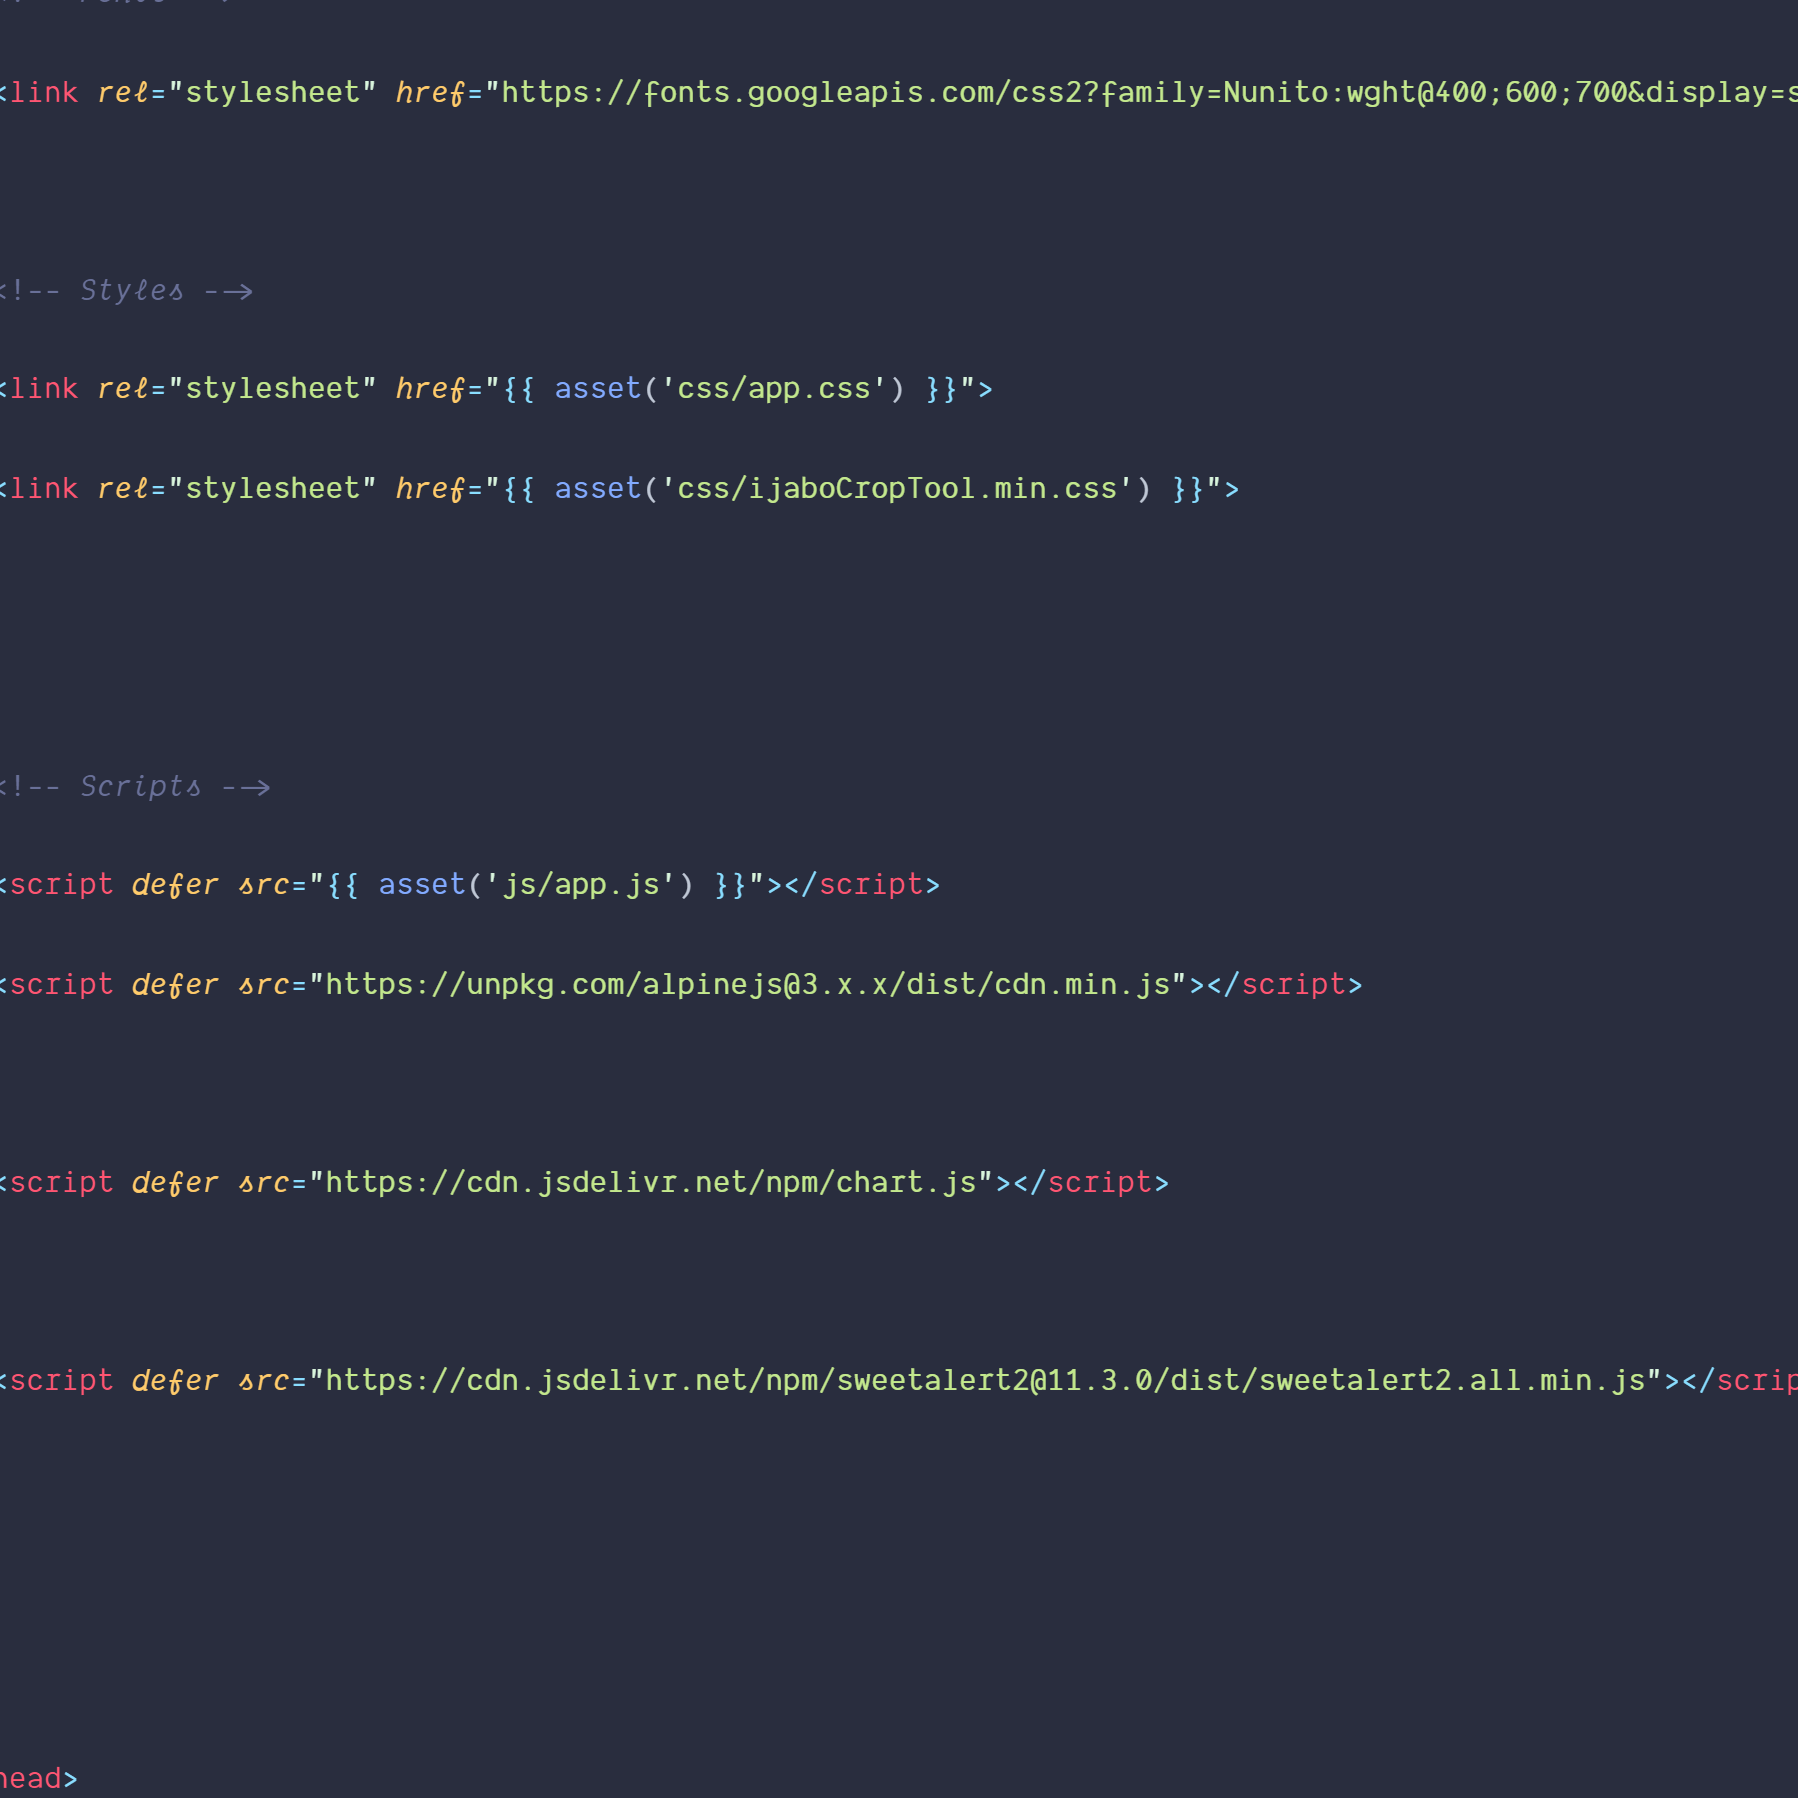 <link rel="stylesheet" href="https://fonts.googleapis.com/css2?family=Nunito:wght@400;600;700&display=s
<!-- Styles -->
<link rel="stylesheet" href="{{ asset('css/app.css') }}">
<link rel="stylesheet" href="{{ asset('css/ijaboCropTool.min.css') }}">
<!-- Scripts -->
<script defer src="{{ asset('js/app.js') }}"></script>
<script defer src="https://unpkg.com/alpinejs@3.x.x/dist/cdn.min.js"></script>
<script defer src="https://cdn.jsdelivr.net/npm/chart.js"></script>
<script defer src="https://cdn.jsdelivr.net/npm/sweetalert2@11.3.0/dist/sweetalert2.all.min.js"></scrip
head>